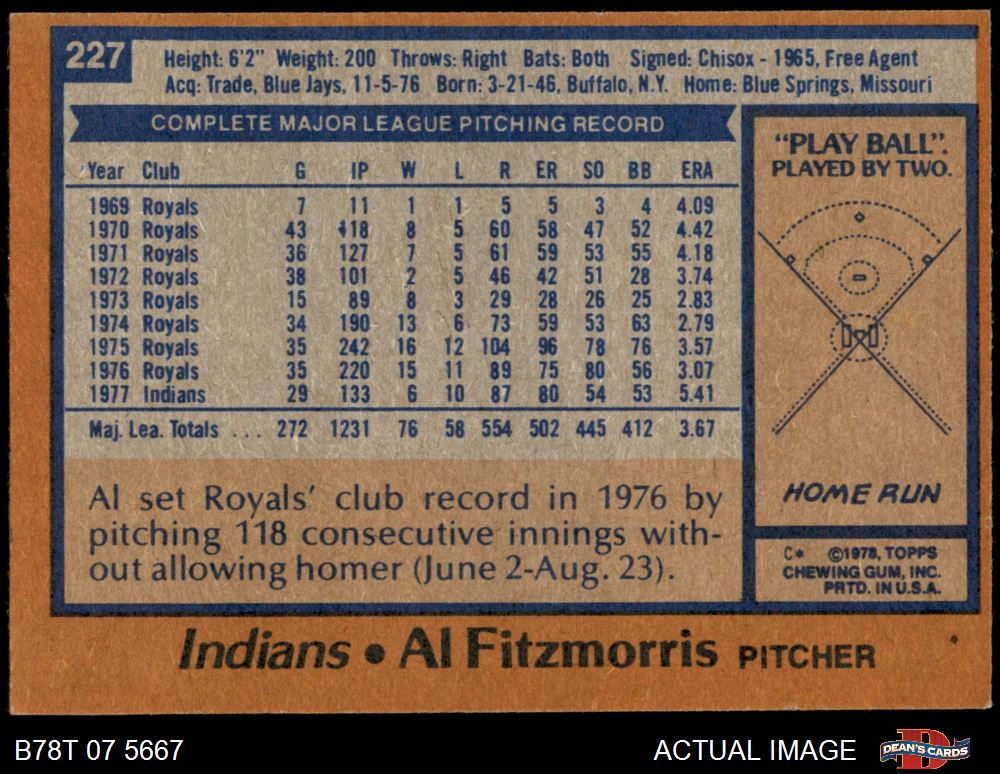 227
Height: 6'2" Weight: 200 Throws: Right Bats: Both Signed: Chisox - 1965, Free Agent
Acq: Trade, Blue Jays, 11-5-76 Born: 3-21-46, Buffalo, N.Y. Home: Blue Springs, Missouri
COMPLETE MAJOR LEAGUE PITCHING RECORD
Year Club G IP W L R ER SO BB ERA
1969 Royals 7 11 1 1 5 5 3 4 4.09
1970 Royals 43 118 8 5 60 58 47 52 4.42
1971 Royals 36 127 7 5 61 59 53 55 4.18
1972 Royals 38 101 2 5 46 42 51 28 3.74
1973 Royals 15 89 8 3 29 28 26 25 2.83
1974 Royals 34 190 13 6 73 59 53 63 2.79
1975 Royals 35 242 16 12 104 96 78 76 3.57
1976 Royals 35 220 15 11 89 75 80 56 3.07
1977 Indians 29 133 6 10 87 80 54 53 5.41
Maj. Lea. Totals ... 272 1231 76 58 554 502 445 412 3.67
Al set Royals' club record in 1976 by
pitching 118 consecutive innings with-
out allowing homer (June 2-Aug. 23).
"PLAY BALL".
PLAYED BY TWO.
HOME RUN
C* ©1978, TOPPS
CHEWING GUM, INC.
PRTD. IN U.S.A.
Indians • Al Fitzmorris PITCHER
B78T 07 5667
ACTUAL IMAGE
DEAN'S CARDS